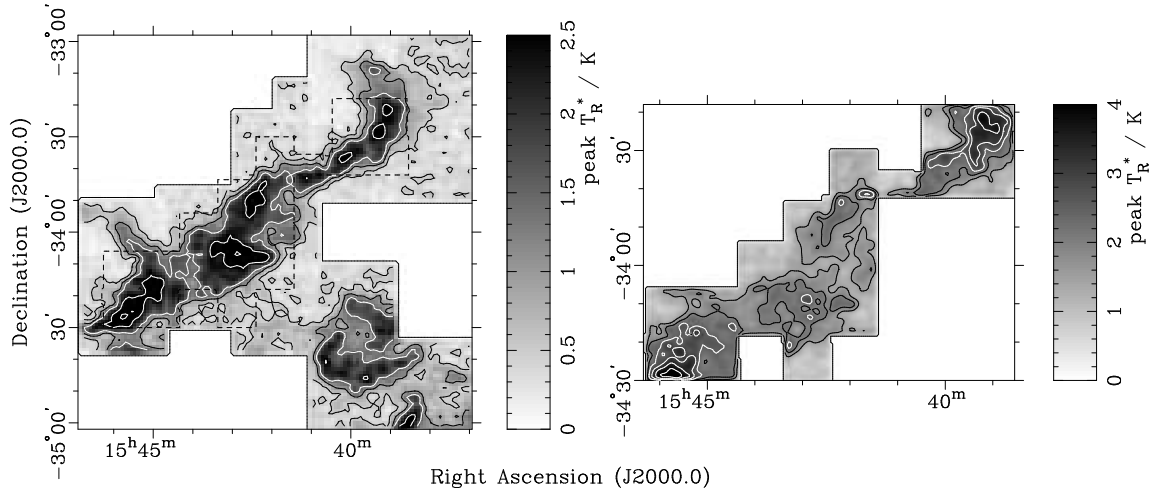 Declination (J2000.0)
−33°00′
30′
−34°00′
30′
−35°00′
15ʰ45ᵐ
40ᵐ
0
0.5
1
1.5
2
2.5
peak T_R* / K
30′
−34°00′
−34°30′
15ʰ45ᵐ
40ᵐ
0
1
2
3
4
peak T_R* / K
Right Ascension (J2000.0)